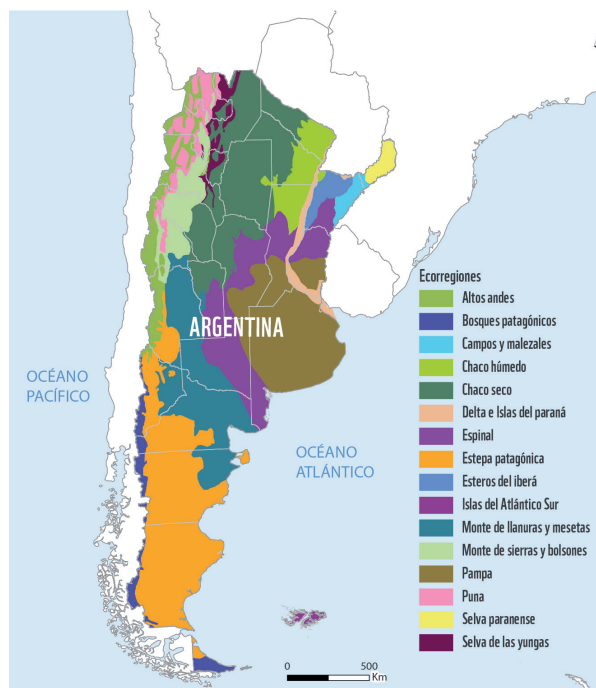 ARGENTINA
OCÉANO
PACÍFICO
OCÉANO
ATLÁNTICO
Ecorregiones
Altos andes
Bosques patagónicos
Campos y malezales
Chaco húmedo
Chaco seco
Delta e Islas del paraná
Espinal
Estepa patagónica
Esteros del iberá
Islas del Atlántico Sur
Monte de llanuras y mesetas
Monte de sierras y bolsones
Pampa
Puna
Selva paranense
Selva de las yungas
0 500
Km